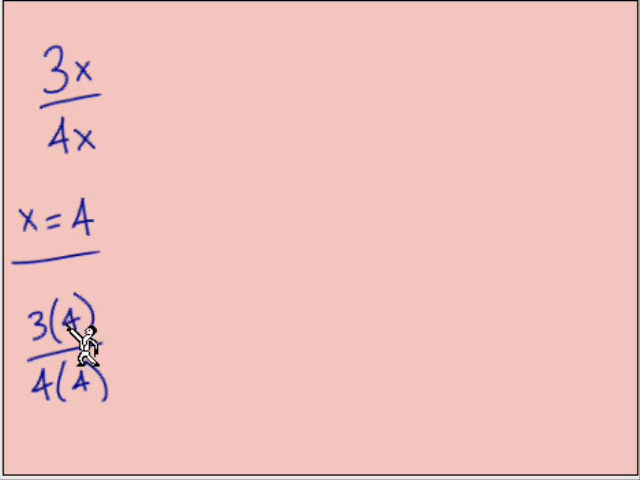 3x
4x
x = 4
3(4)
4(4)